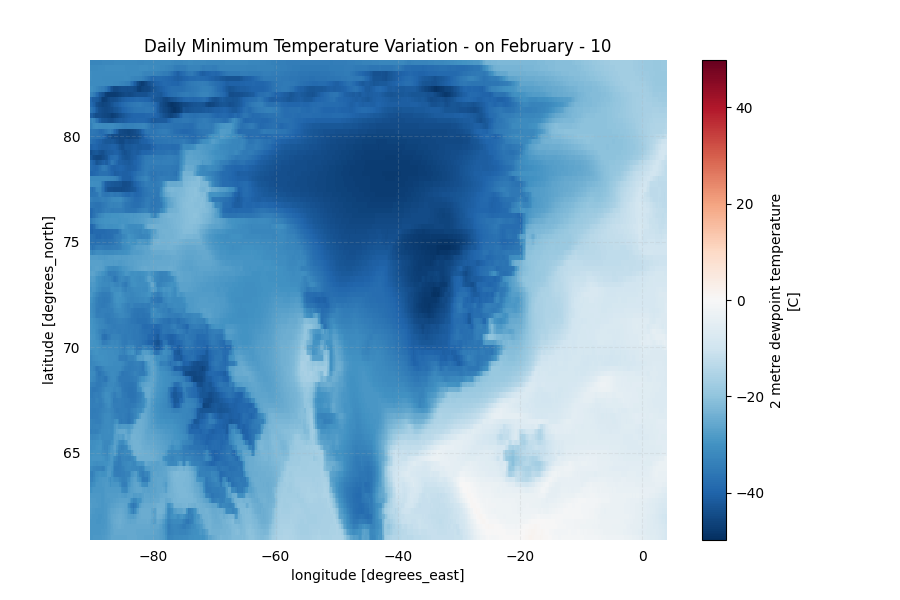 Daily Minimum Temperature Variation - on February - 10
80
75
70
65
latitude [degrees_north]
−80
−60
−40
−20
0
longitude [degrees_east]
40
20
0
−20
−40
2 metre dewpoint temperature
[C]